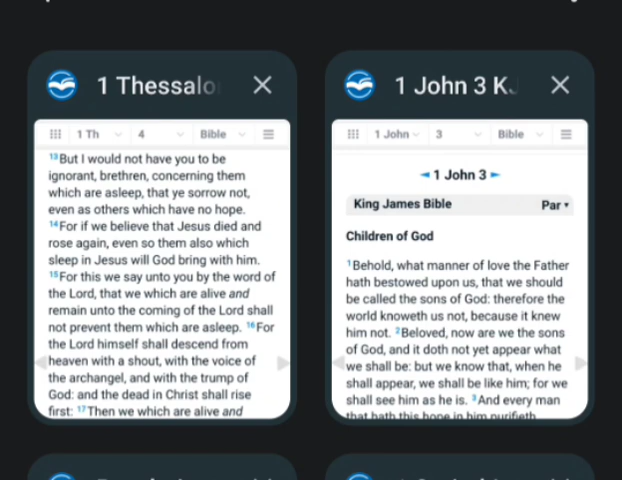 1 Thessalo
1 Th 4 Bible
13But I would not have you to be
ignorant, brethren, concerning them
which are asleep, that ye sorrow not,
even as others which have no hope.
14For if we believe that Jesus died and
rose again, even so them also which
sleep in Jesus will God bring with him.
15For this we say unto you by the word of
the Lord, that we which are alive and
remain unto the coming of the Lord shall
not prevent them which are asleep. 16For
the Lord himself shall descend from
heaven with a shout, with the voice of
the archangel, and with the trump of
God: and the dead in Christ shall rise
first: 17Then we which are alive and
1 John 3 K
1 John 3 Bible
◄ 1 John 3 ►
King James Bible Par ▾
Children of God
1Behold, what manner of love the Father
hath bestowed upon us, that we should
be called the sons of God: therefore the
world knoweth us not, because it knew
him not. 2Beloved, now are we the sons
of God, and it doth not yet appear what
we shall be: but we know that, when he
shall appear, we shall be like him; for we
shall see him as he is. 3And every man
that hath this hope in him purifieth